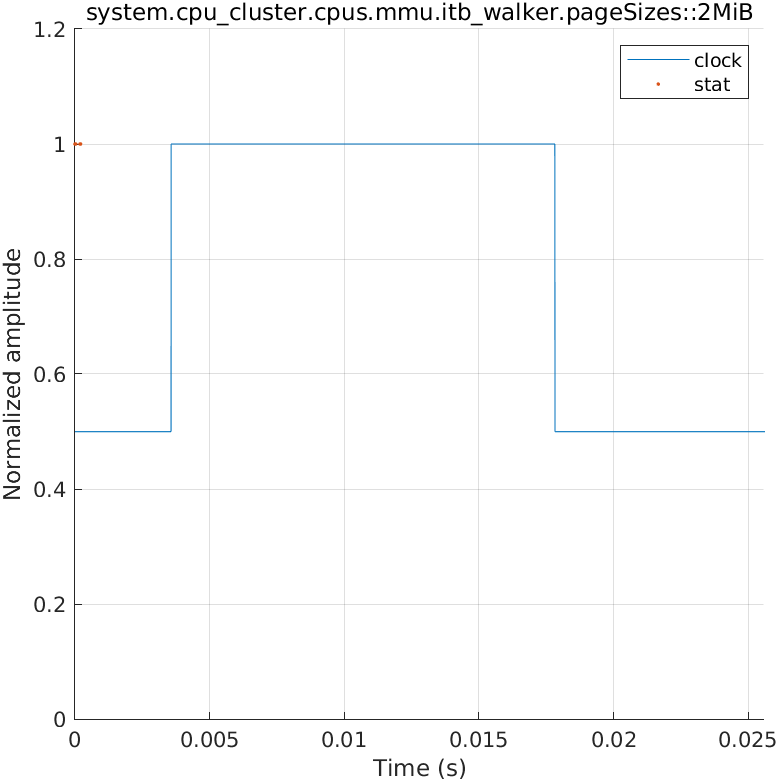 system.cpu_cluster.cpus.mmu.itb_walker.pageSizes::2MiB
1.2
clock
stat
1
0.8
0.6
0.4
0.2
0
Normalized amplitude
0 0.005 0.01 0.015 0.02 0.025
Time (s)